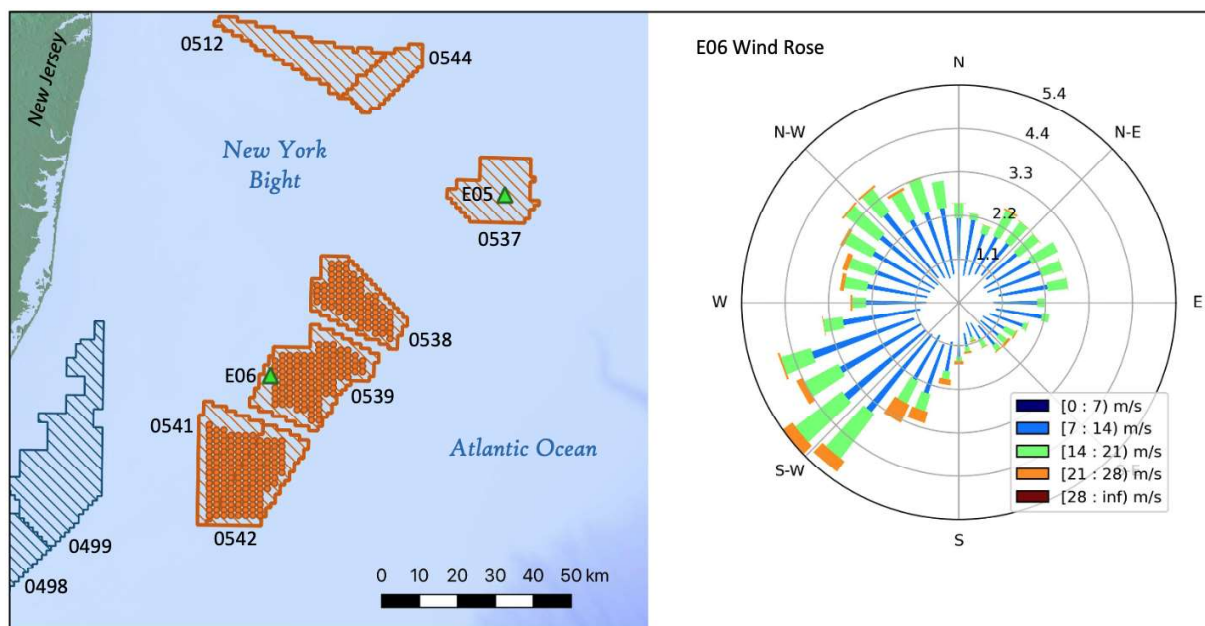 0512
0544
New Jersey
New York
Bight
E05
0537
0538
E06
0539
0541
Atlantic Ocean
0542
0499
0498
0 10 20 30 40 50 km
E06 Wind Rose
N
5.4
4.4
N-W
N-E
3.3
2.2
1.1
W
E
[0 : 7) m/s
[7 : 14) m/s
[14 : 21) m/s
[21 : 28) m/s
[28 : inf) m/s
S-W
S